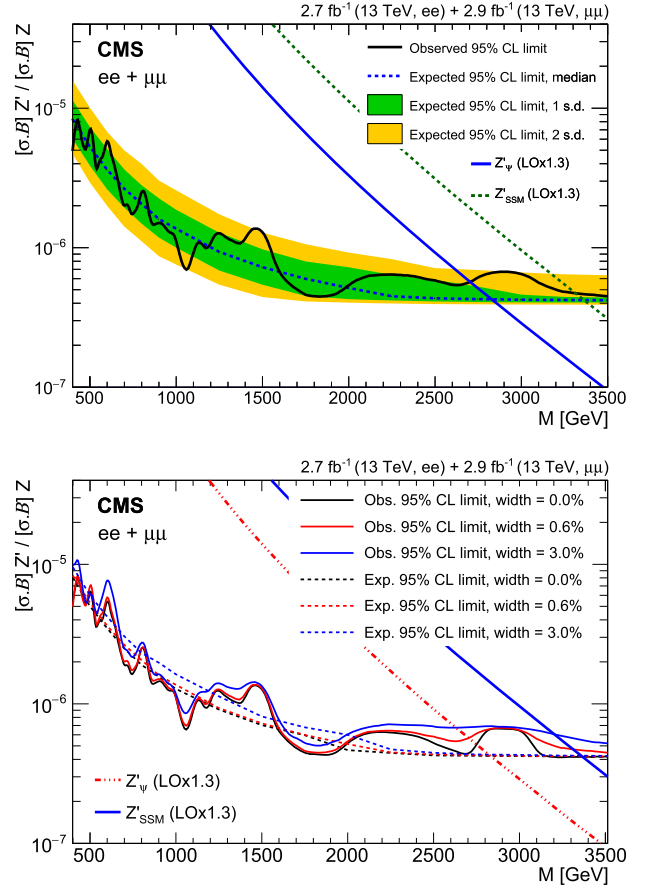 2.7 fb⁻¹ (13 TeV, ee) + 2.9 fb⁻¹ (13 TeV, μμ)
CMS
ee + μμ
Observed 95% CL limit
Expected 95% CL limit, median
Expected 95% CL limit, 1 s.d.
Expected 95% CL limit, 2 s.d.
Z'ψ (LOx1.3)
Z'SSM (LOx1.3)
[σ.B] Z' / [σ.B] Z
10⁻⁵
10⁻⁶
10⁻⁷
500 1000 1500 2000 2500 3000 3500
M [GeV]
2.7 fb⁻¹ (13 TeV, ee) + 2.9 fb⁻¹ (13 TeV, μμ)
CMS
ee + μμ
Obs. 95% CL limit, width = 0.0%
Obs. 95% CL limit, width = 0.6%
Obs. 95% CL limit, width = 3.0%
Exp. 95% CL limit, width = 0.0%
Exp. 95% CL limit, width = 0.6%
Exp. 95% CL limit, width = 3.0%
Z'ψ (LOx1.3)
Z'SSM (LOx1.3)
[σ.B] Z' / [σ.B] Z
10⁻⁵
10⁻⁶
10⁻⁷
500 1000 1500 2000 2500 3000 3500
M [GeV]